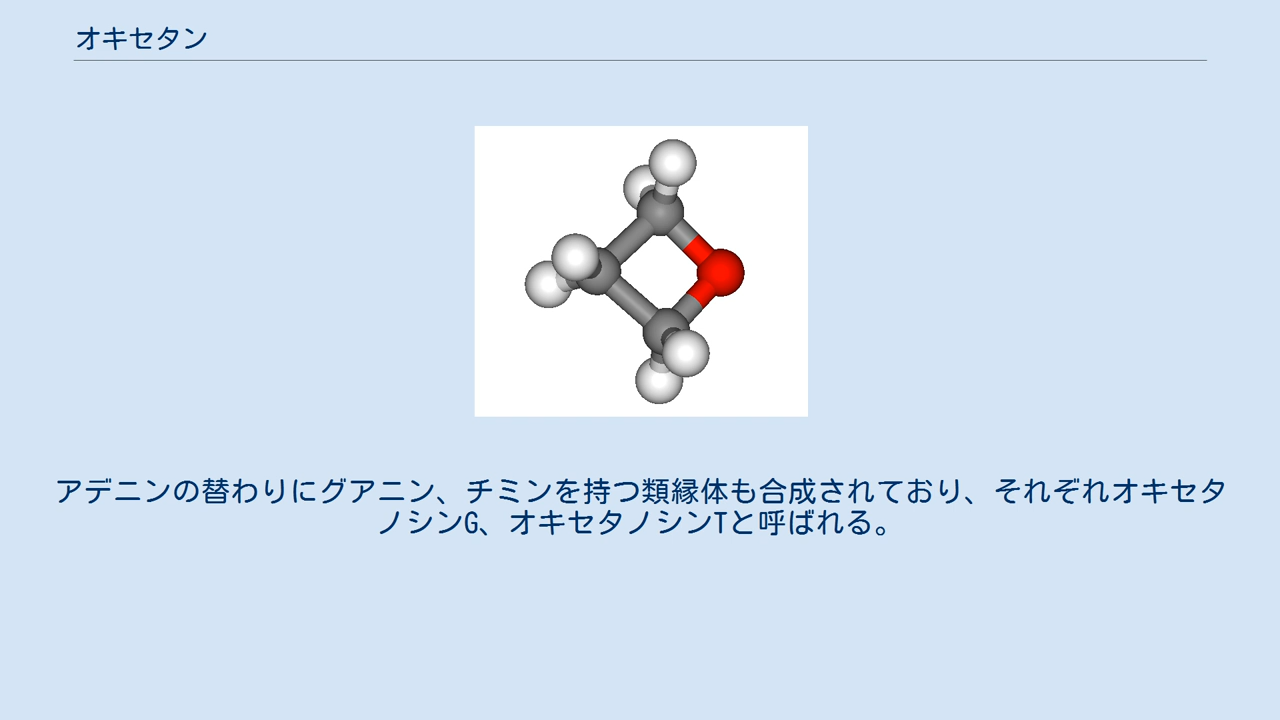 オキセタン
アデニンの替わりにグアニン、チミンを持つ類縁体も合成されており、それぞれオキセタ
ノシンG、オキセタノシンTと呼ばれる。